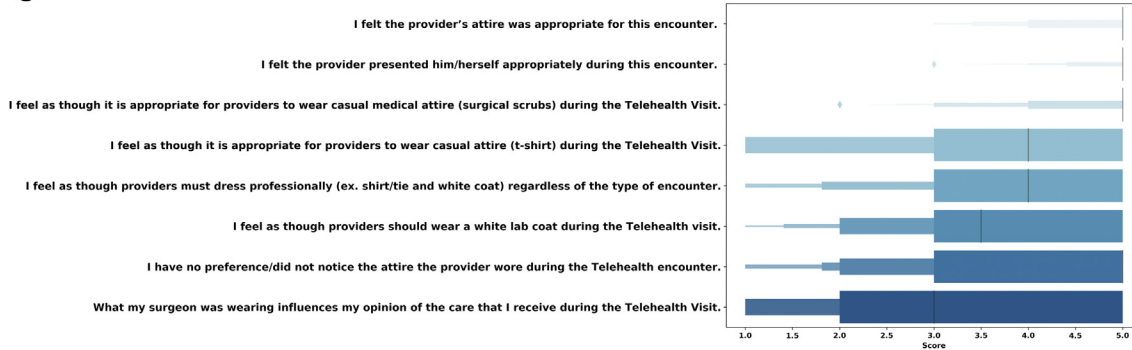 I felt the provider's attire was appropriate for this encounter.
I felt the provider presented him/herself appropriately during this encounter.
I feel as though it is appropriate for providers to wear casual medical attire (surgical scrubs) during the Telehealth Visit.
I feel as though it is appropriate for providers to wear casual attire (t-shirt) during the Telehealth Visit.
I feel as though providers must dress professionally (ex. shirt/tie and white coat) regardless of the type of encounter.
I feel as though providers should wear a white lab coat during the Telehealth visit.
I have no preference/did not notice the attire the provider wore during the Telehealth encounter.
What my surgeon was wearing influences my opinion of the care that I receive during the Telehealth Visit.
1.0 1.5 2.0 2.5 3.0 3.5 4.0 4.5 5.0
Score